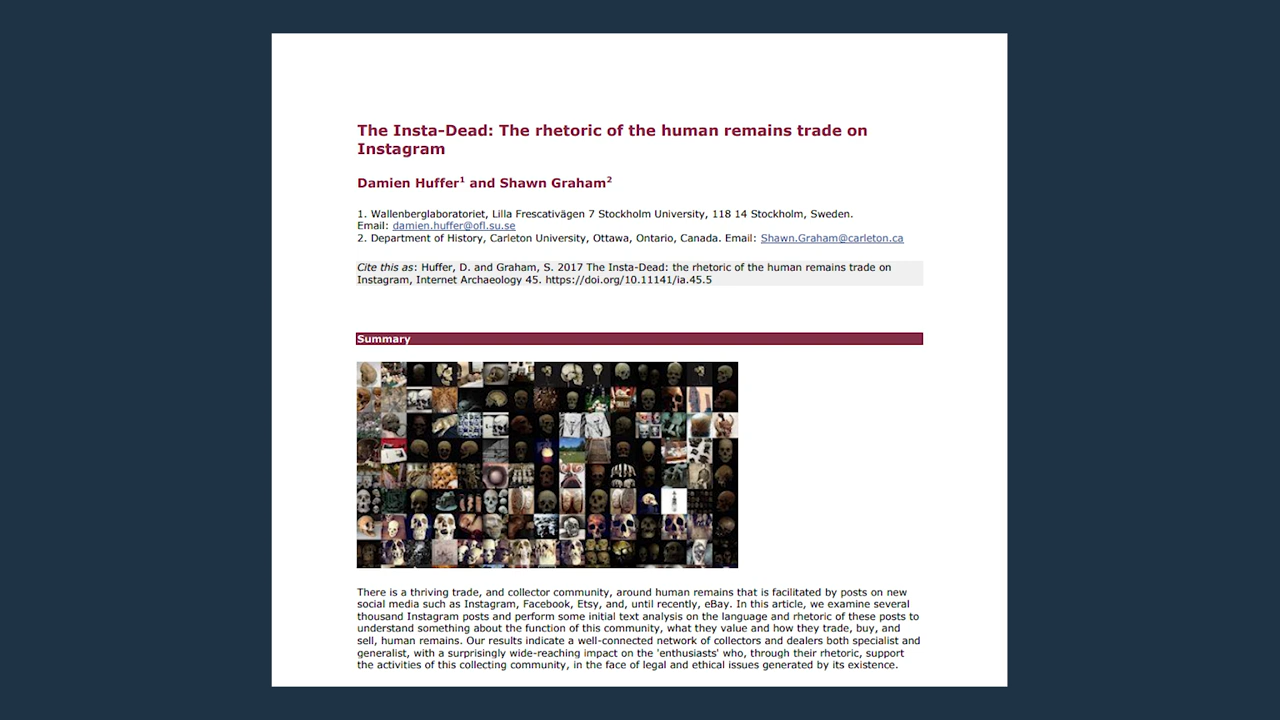 The Insta-Dead: The rhetoric of the human remains trade on
Instagram
Damien Huffer1 and Shawn Graham2
1. Wallenberglaboratoriet, Lilla Frescativägen 7 Stockholm University, 118 14 Stockholm, Sweden.
Email: damien.huffer@ofl.su.se
2. Department of History, Carleton University, Ottawa, Ontario, Canada. Email: Shawn.Graham@carleton.ca
Cite this as: Huffer, D. and Graham, S. 2017 The Insta-Dead: the rhetoric of the human remains trade on
Instagram, Internet Archaeology 45. https://doi.org/10.11141/ia.45.5
Summary
There is a thriving trade, and collector community, around human remains that is facilitated by posts on new
social media such as Instagram, Facebook, Etsy, and, until recently, eBay. In this article, we examine several
thousand Instagram posts and perform some initial text analysis on the language and rhetoric of these posts to
understand something about the function of this community, what they value and how they trade, buy, and
sell, human remains. Our results indicate a well-connected network of collectors and dealers both specialist and
generalist, with a surprisingly wide-reaching impact on the 'enthusiasts' who, through their rhetoric, support
the activities of this collecting community, in the face of legal and ethical issues generated by its existence.